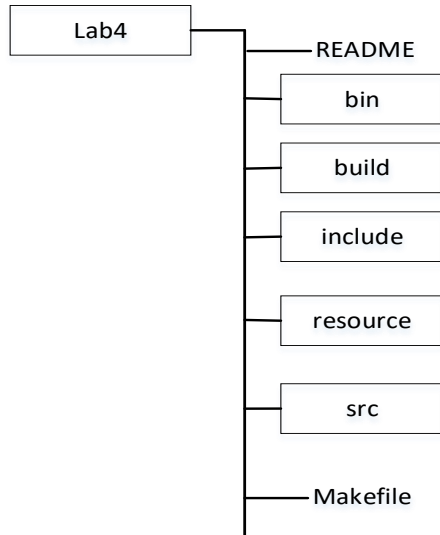 Lab4
README
bin
build
include
resource
src
Makefile